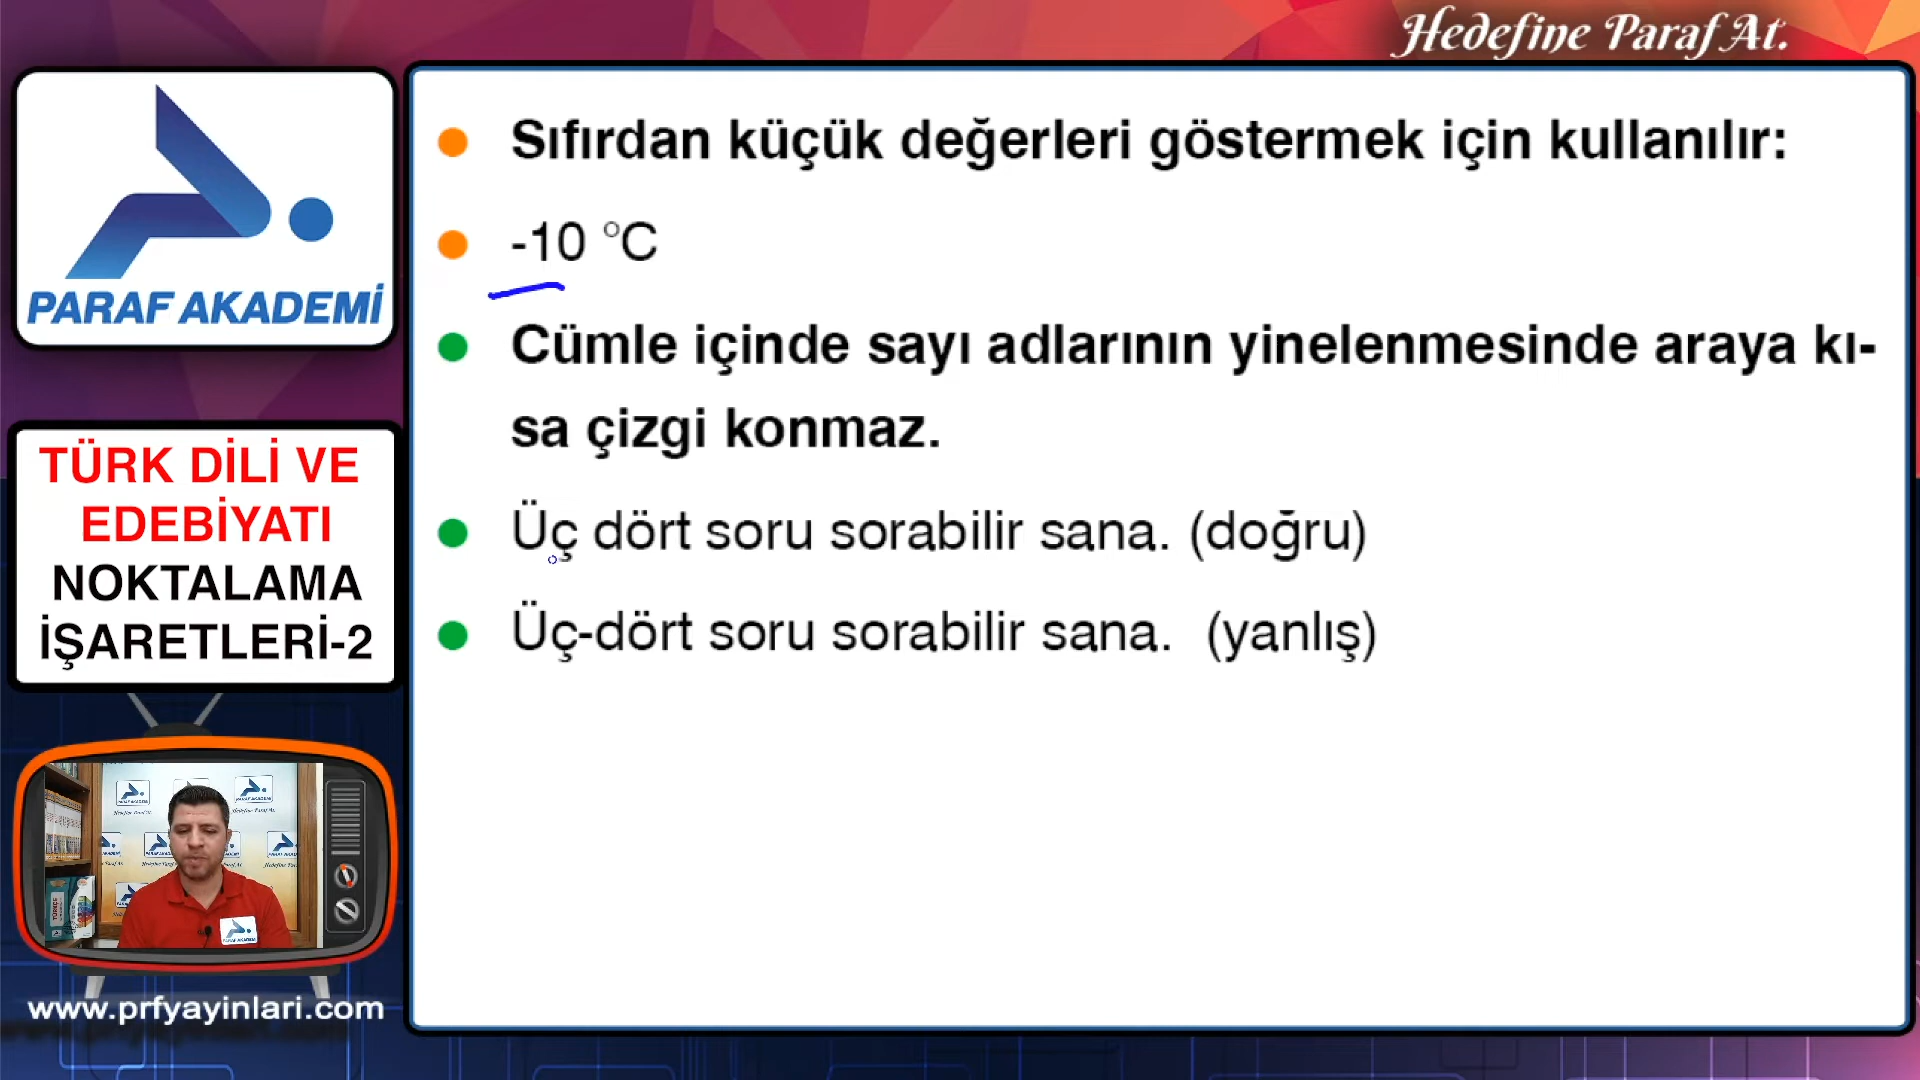 Hedefine Paraf At.
PARAF AKADEMİ
Sıfırdan küçük değerleri göstermek için kullanılır:
-10 °C
Cümle içinde sayı adlarının yinelenmesinde araya kı-
sa çizgi konmaz.
Üç dört soru sorabilir sana. (doğru)
Üç-dört soru sorabilir sana. (yanlış)
TÜRK DİLİ VE
EDEBİYATI
NOKTALAMA
İŞARETLERİ-2
www.prfyayinlari.com